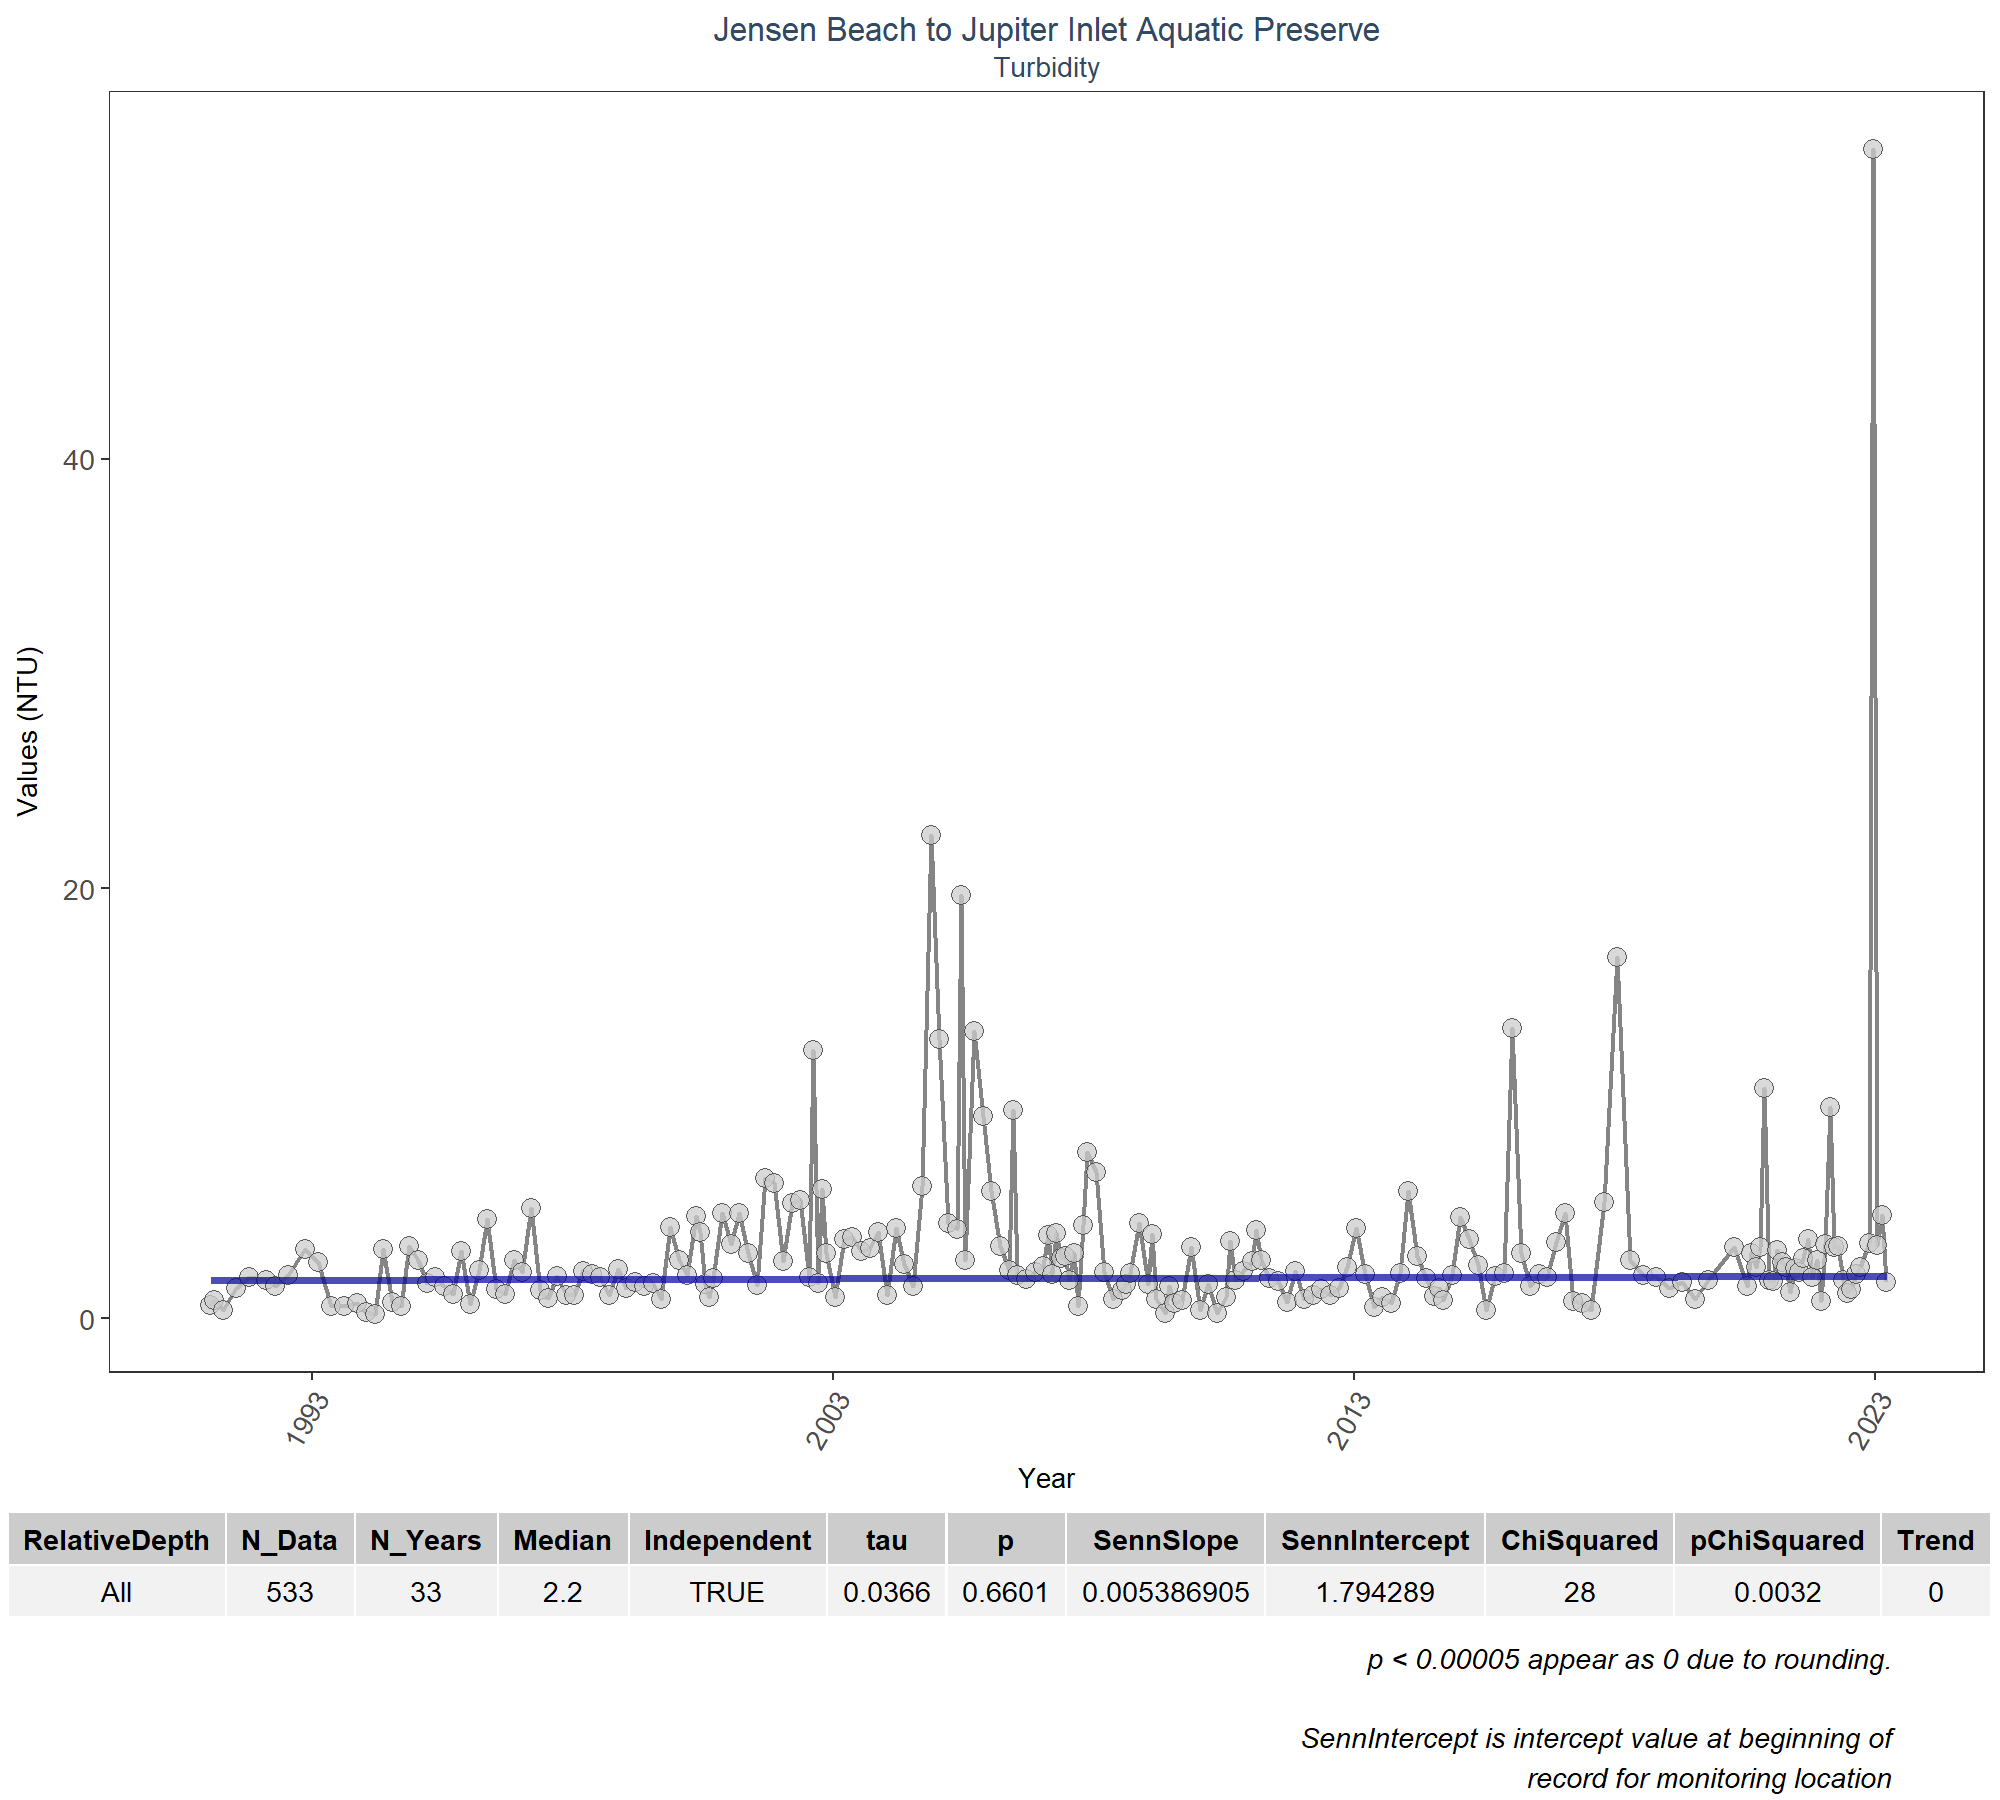 Jensen Beach to Jupiter Inlet Aquatic Preserve
Turbidity
Values (NTU)
40
20
0
1993
2003
2013
2023
Year
RelativeDepth N_Data N_Years Median Independent tau p SennSlope SennIntercept ChiSquared pChiSquared Trend
All 533 33 2.2 TRUE 0.0366 0.6601 0.005386905 1.794289 28 0.0032 0
p < 0.00005 appear as 0 due to rounding.
SennIntercept is intercept value at beginning of
record for monitoring location